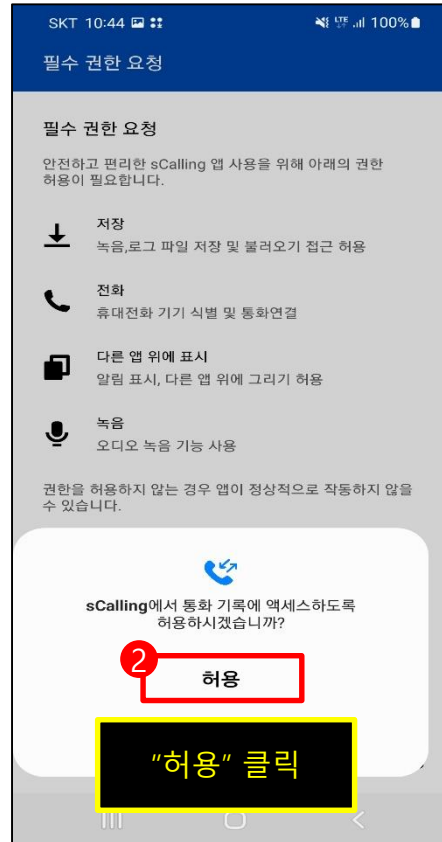 SKT 10:44 LTE 100%
필수 권한 요청
필수 권한 요청
안전하고 편리한 sCalling 앱 사용을 위해 아래의 권한
허용이 필요합니다.
저장
녹음,로그 파일 저장 및 불러오기 접근 허용
전화
휴대전화 기기 식별 및 통화연결
다른 앱 위에 표시
알림 표시, 다른 앱 위에 그리기 허용
녹음
오디오 녹음 기능 사용
권한을 허용하지 않는 경우 앱이 정상적으로 작동하지 않을
수 있습니다.
sCalling에서 통화 기록에 액세스하도록
허용하시겠습니까?
2
허용
"허용" 클릭